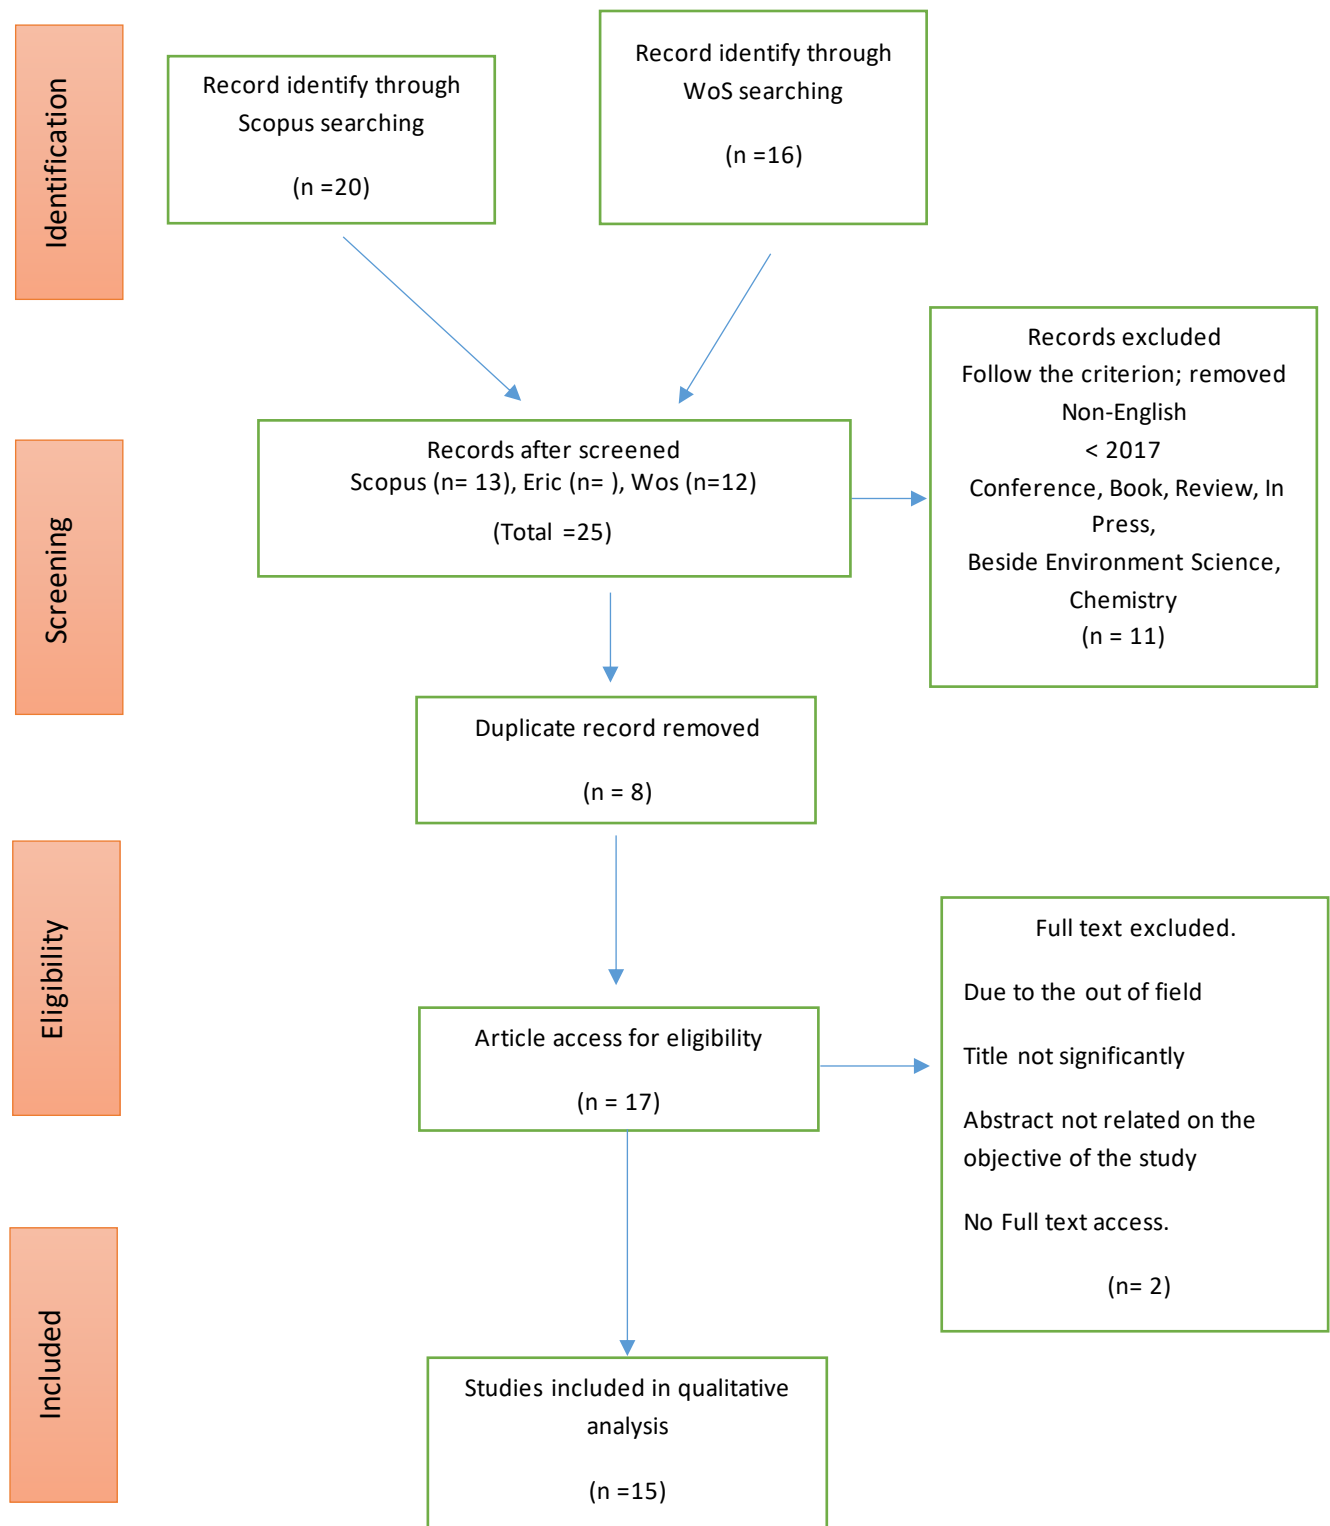 Identification
Record identify through
Scopus searching
(n =20)
Record identify through
WoS searching
(n =16)
Records excluded
Follow the criterion; removed
Non-English
< 2017
Conference, Book, Review, In
Press,
Beside Environment Science,
Chemistry
(n = 11)
Screening
Records after screened
Scopus (n= 13), Eric (n= ), Wos (n=12)
(Total =25)
Duplicate record removed
(n = 8)
Eligibility
Article access for eligibility
(n = 17)
Full text excluded.
Due to the out of field
Title not significantly
Abstract not related on the
objective of the study
No Full text access.
(n= 2)
Included
Studies included in qualitative
analysis
(n =15)